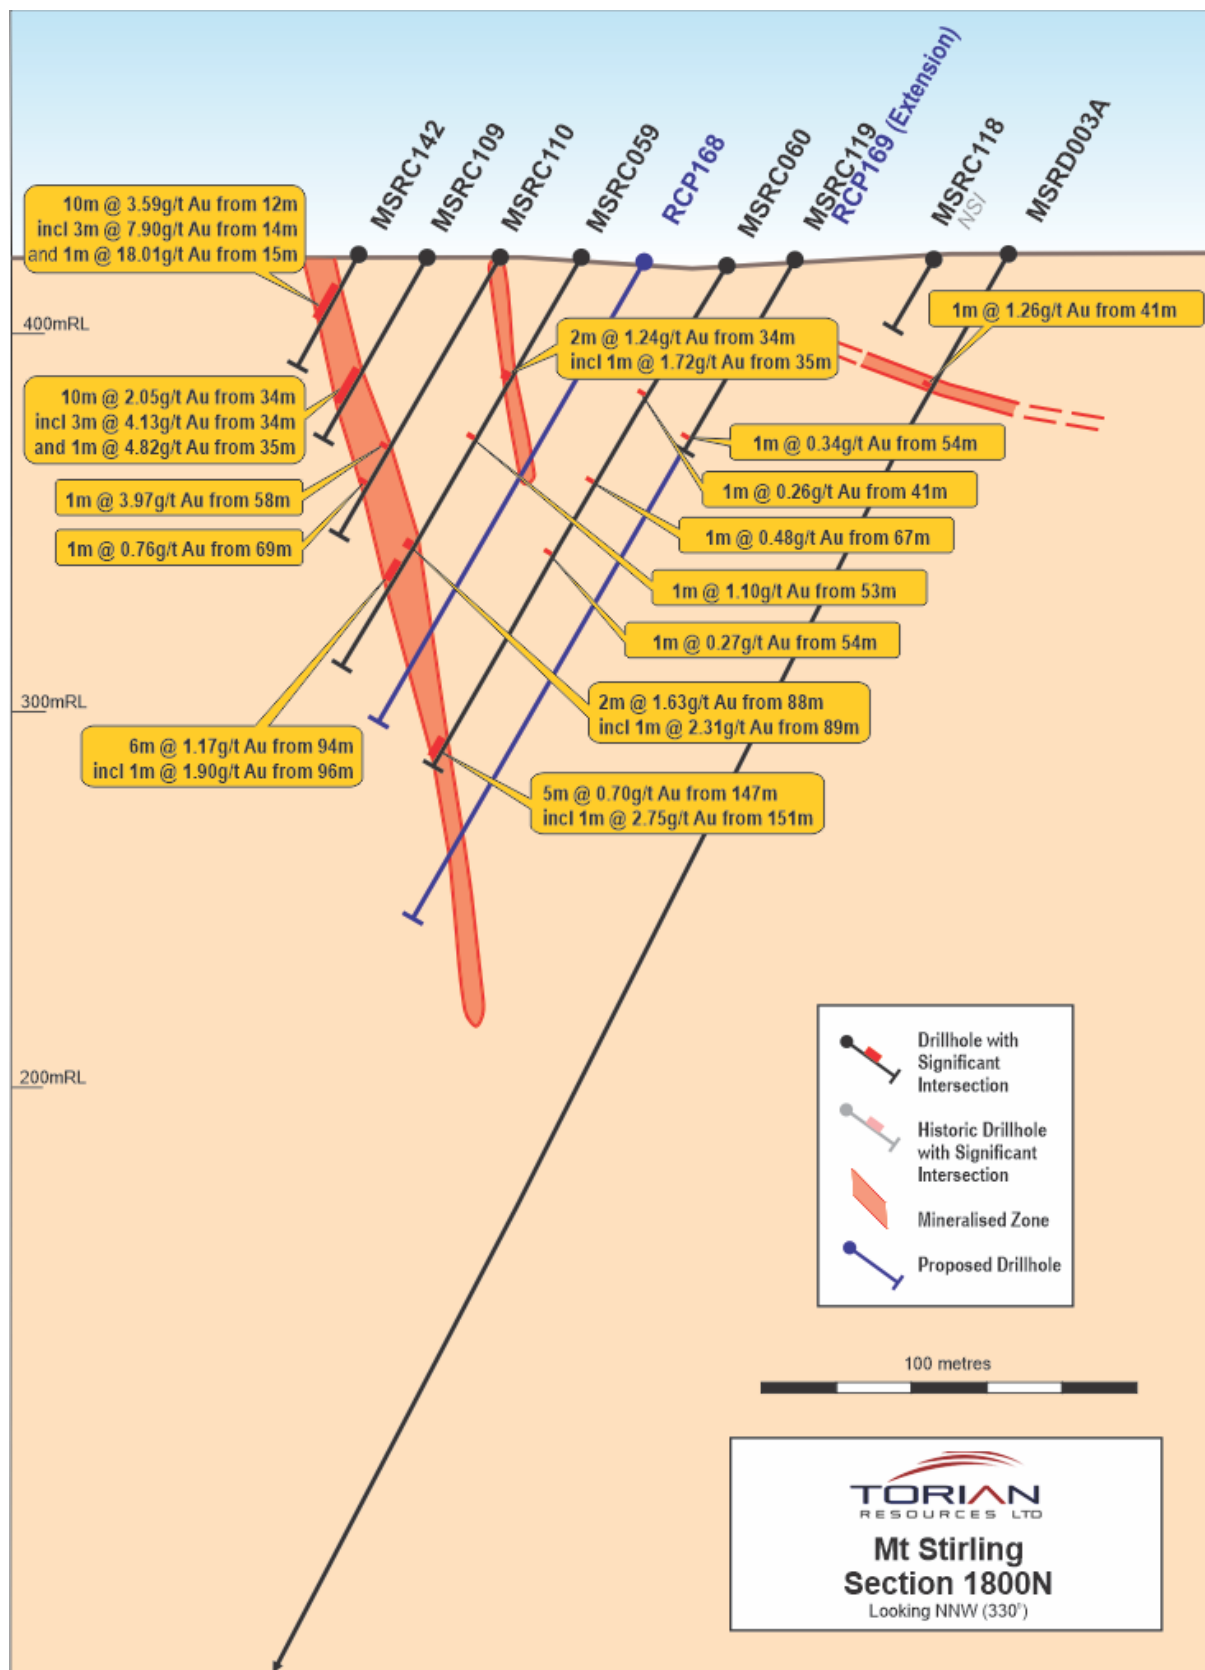 MSRC142
MSRC109
MSRC110
MSRC059
RCP168
MSRC060
MSRC119
RCP169 (Extension)
MSRC118
NSI
MSRD003A
10m @ 3.59g/t Au from 12m
incl 3m @ 7.90g/t Au from 14m
and 1m @ 18.01g/t Au from 15m
1m @ 1.26g/t Au from 41m
400mRL
2m @ 1.24g/t Au from 34m
incl 1m @ 1.72g/t Au from 35m
10m @ 2.05g/t Au from 34m
incl 3m @ 4.13g/t Au from 34m
and 1m @ 4.82g/t Au from 35m
1m @ 0.34g/t Au from 54m
1m @ 3.97g/t Au from 58m
1m @ 0.26g/t Au from 41m
1m @ 0.48g/t Au from 67m
1m @ 0.76g/t Au from 69m
1m @ 1.10g/t Au from 53m
1m @ 0.27g/t Au from 54m
300mRL
2m @ 1.63g/t Au from 88m
incl 1m @ 2.31g/t Au from 89m
6m @ 1.17g/t Au from 94m
incl 1m @ 1.90g/t Au from 96m
5m @ 0.70g/t Au from 147m
incl 1m @ 2.75g/t Au from 151m
200mRL
Drillhole with
Significant
Intersection
Historic Drillhole
with Significant
Intersection
Mineralised Zone
Proposed Drillhole
100 metres
TORIAN
RESOURCES LTD
Mt Stirling
Section 1800N
Looking NNW (330°)